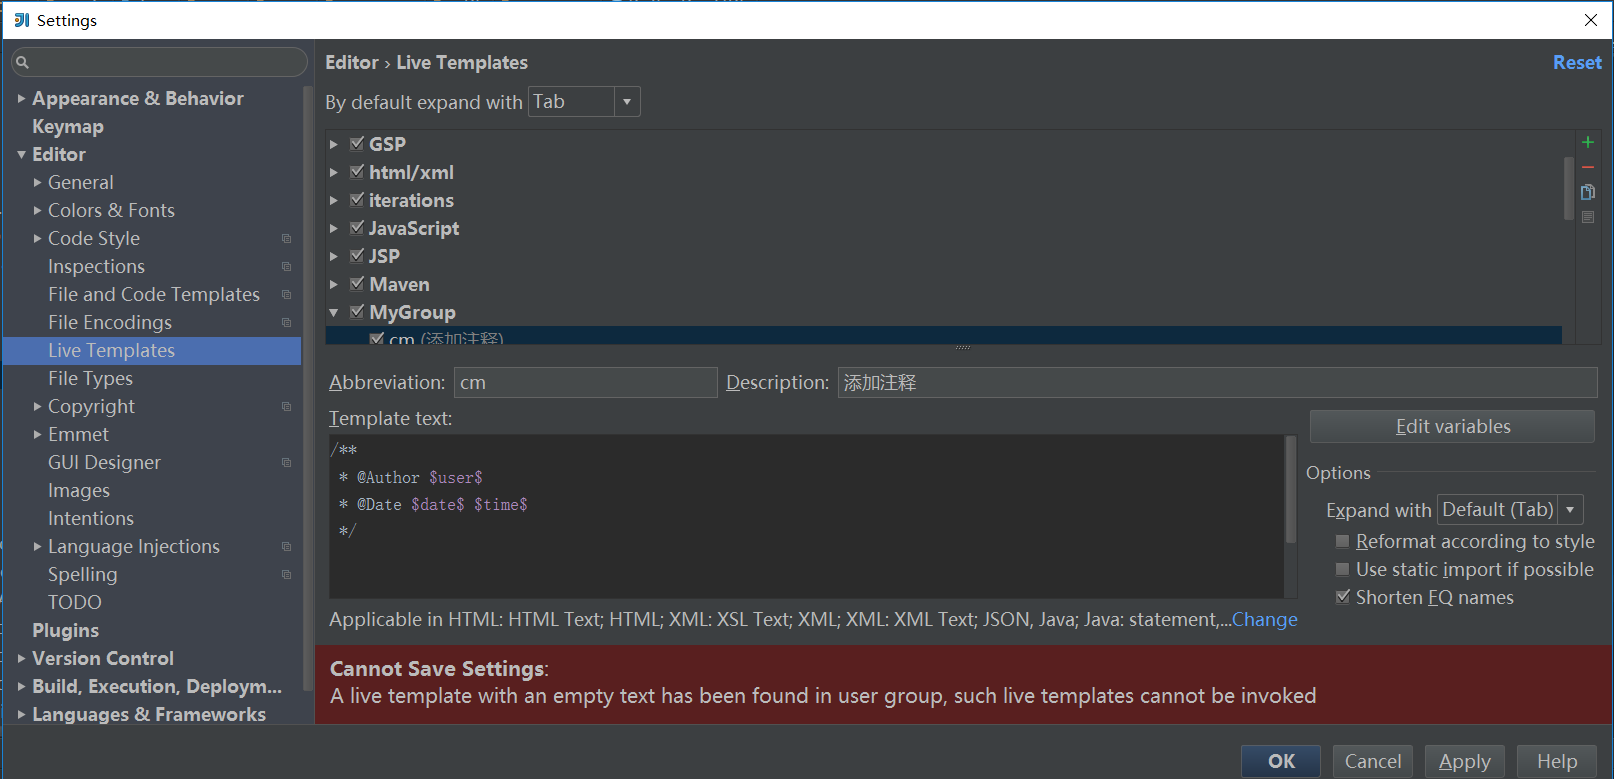 Settings
Editor › Live Templates
Reset
By default expand with Tab
Appearance & Behavior
Keymap
Editor
General
Colors & Fonts
Code Style
Inspections
File and Code Templates
File Encodings
Live Templates
File Types
Copyright
Emmet
GUI Designer
Images
Intentions
Language Injections
Spelling
TODO
Plugins
Version Control
Build, Execution, Deploym...
Languages & Frameworks
GSP
html/xml
iterations
JavaScript
JSP
Maven
MyGroup
cm (添加注释)
Abbreviation: cm Description: 添加注释
Template text:
/**
* @Author $user$
* @Date $date$ $time$
*/
Edit variables
Options
Expand with Default (Tab)
Reformat according to style
Use static import if possible
Shorten FQ names
Applicable in HTML: HTML Text; HTML; XML: XSL Text; XML; XML: XML Text; JSON, Java; Java: statement,...Change
Cannot Save Settings:
A live template with an empty text has been found in user group, such live templates cannot be invoked
OK Cancel Apply Help